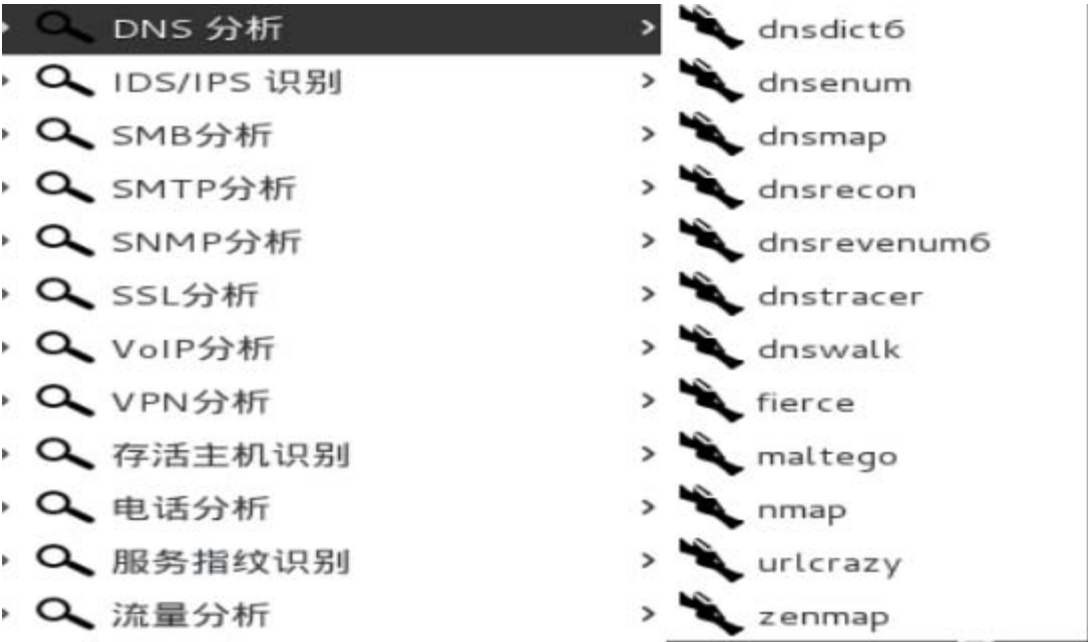 DNS 分析
IDS/IPS 识别
SMB分析
SMTP分析
SNMP分析
SSL分析
VoIP分析
VPN分析
存活主机识别
电话分析
服务指纹识别
流量分析
dnsdict6
dnsenum
dnsmap
dnsrecon
dnsrevenum6
dnstracer
dnswalk
fierce
maltego
nmap
urlcrazy
zenmap